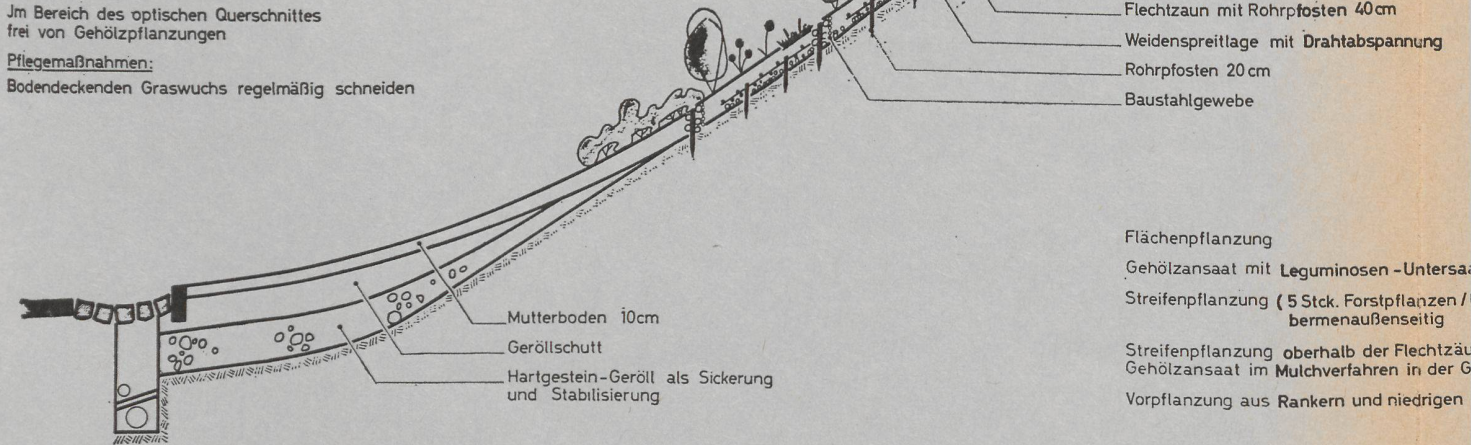 Jm Bereich des optischen Querschnittes
frei von Gehölzpflanzungen
Pflegemaßnahmen:
Bodendeckenden Graswuchs regelmäßig schneiden
Flechtzaun mit Rohrpfosten 40cm
Weidenspreitlage mit Drahtabspannung
Rohrpfosten 20cm
Baustahlgewebe
Mutterboden 10cm
Geröllschutt
Hartgestein-Geröll als Sickerung
und Stabilisierung
Flächenpflanzung
Gehölzansaat mit Leguminosen-Untersaa
Streifenpflanzung (5 Stck. Forstpflanzen /
bermenaußenseitig
Streifenpflanzung oberhalb der Flechtzäu
Gehölzansaat im Mulchverfahren in der G
Vorpflanzung aus Rankern und niedrigen